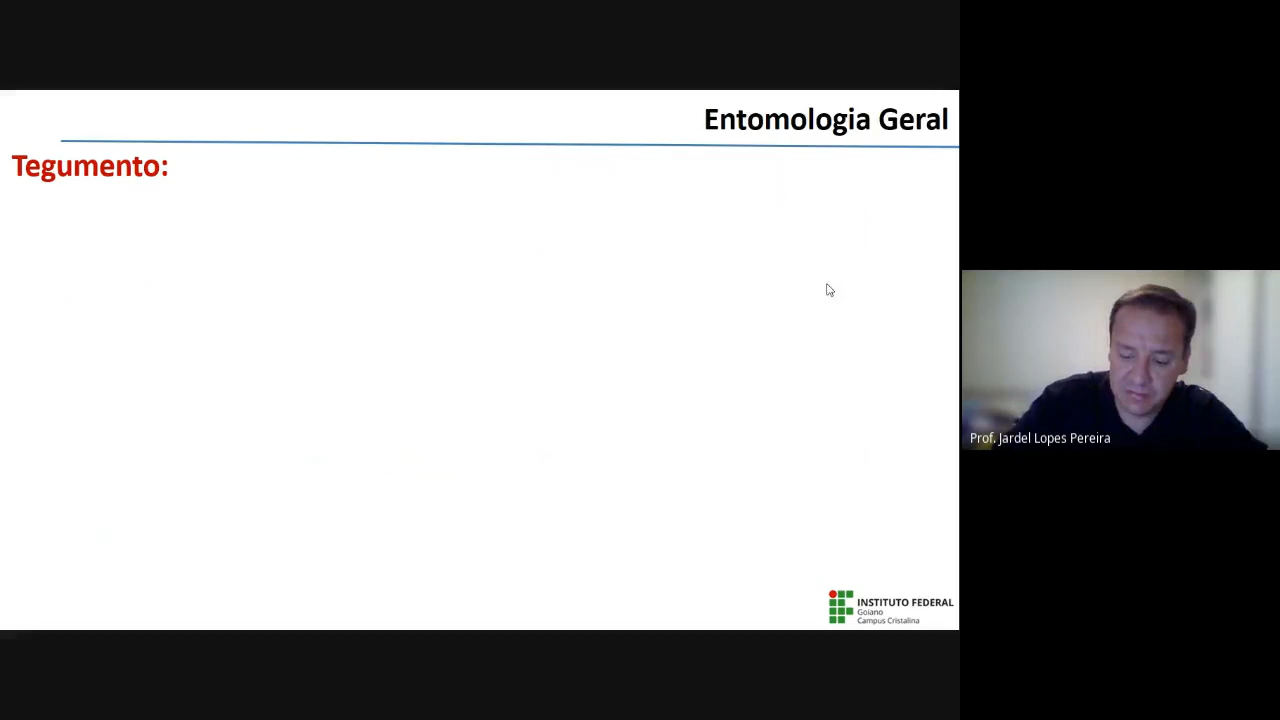 Entomologia Geral
Tegumento:
Prof. Jardel Lopes Pereira
INSTITUTO FEDERAL
Goiano
Campus Cristalina